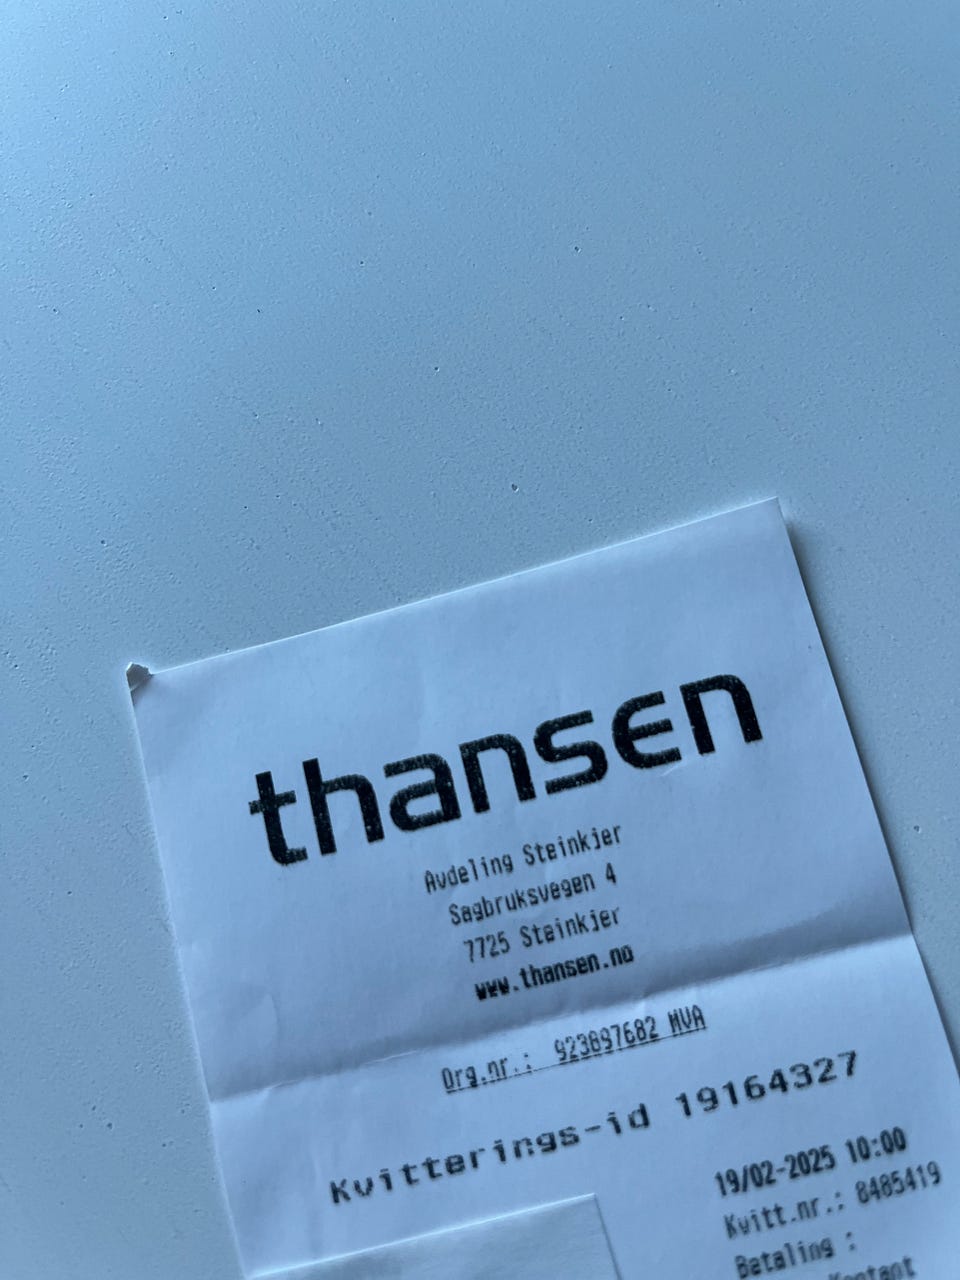 thansen
Avdeling Steinkjer
Sagbruksvegen 4
7725 Steinkjer
www.thansen.no
Org.nr.: 923897682 MVA
Kvitterings-id 19164327
19/02-2025 10:00
Kvitt.nr.: 8485419
Betaling :
Kontant